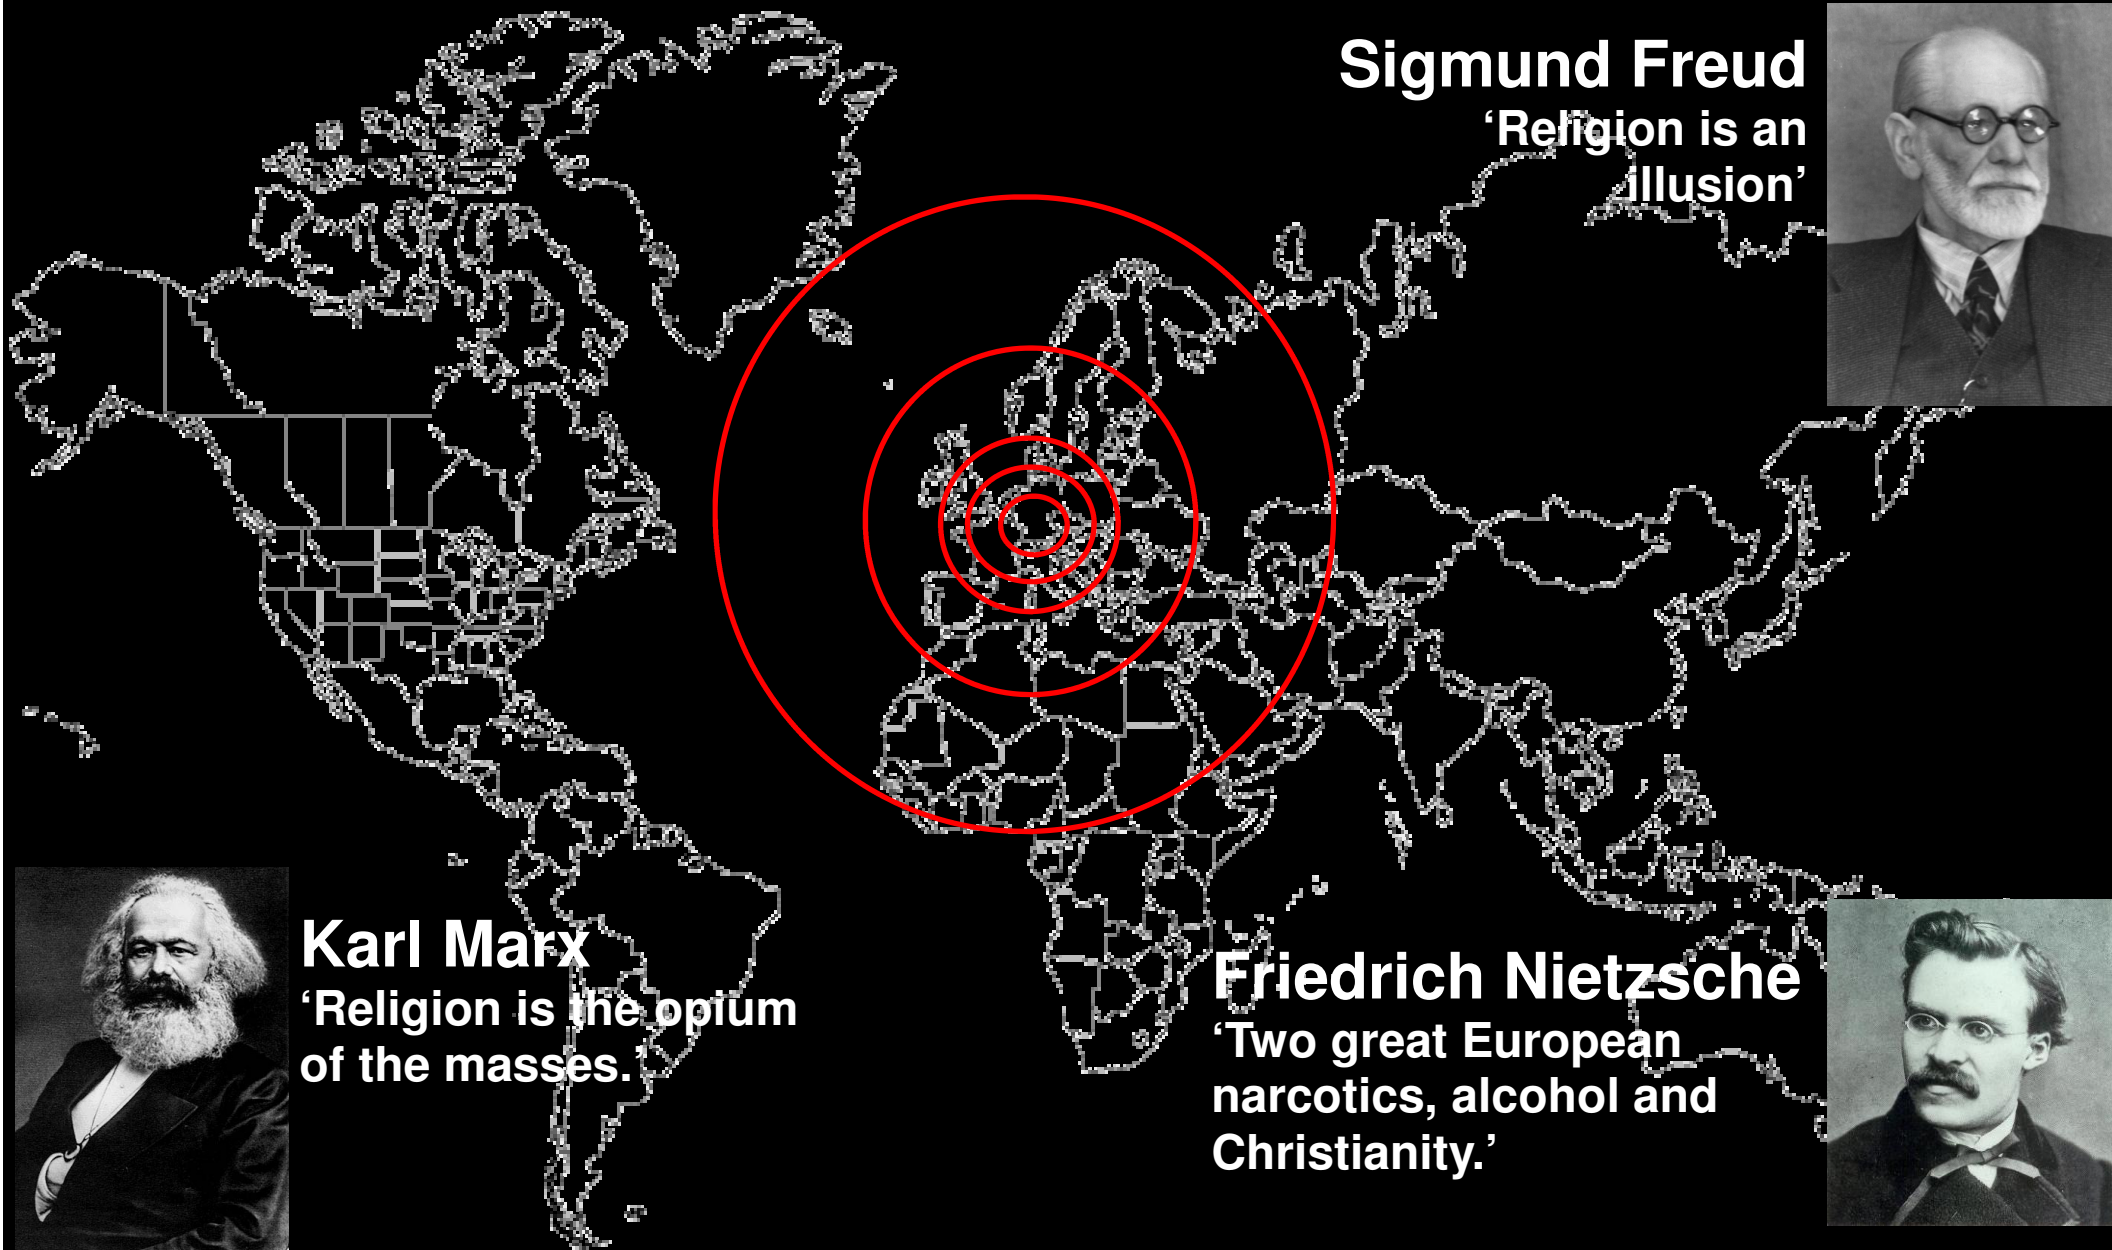 Sigmund Freud
‘Religion is an
illusion’
Karl Marx
‘Religion is the opium
of the masses.’
Friedrich Nietzsche
‘Two great European
narcotics, alcohol and
Christianity.’